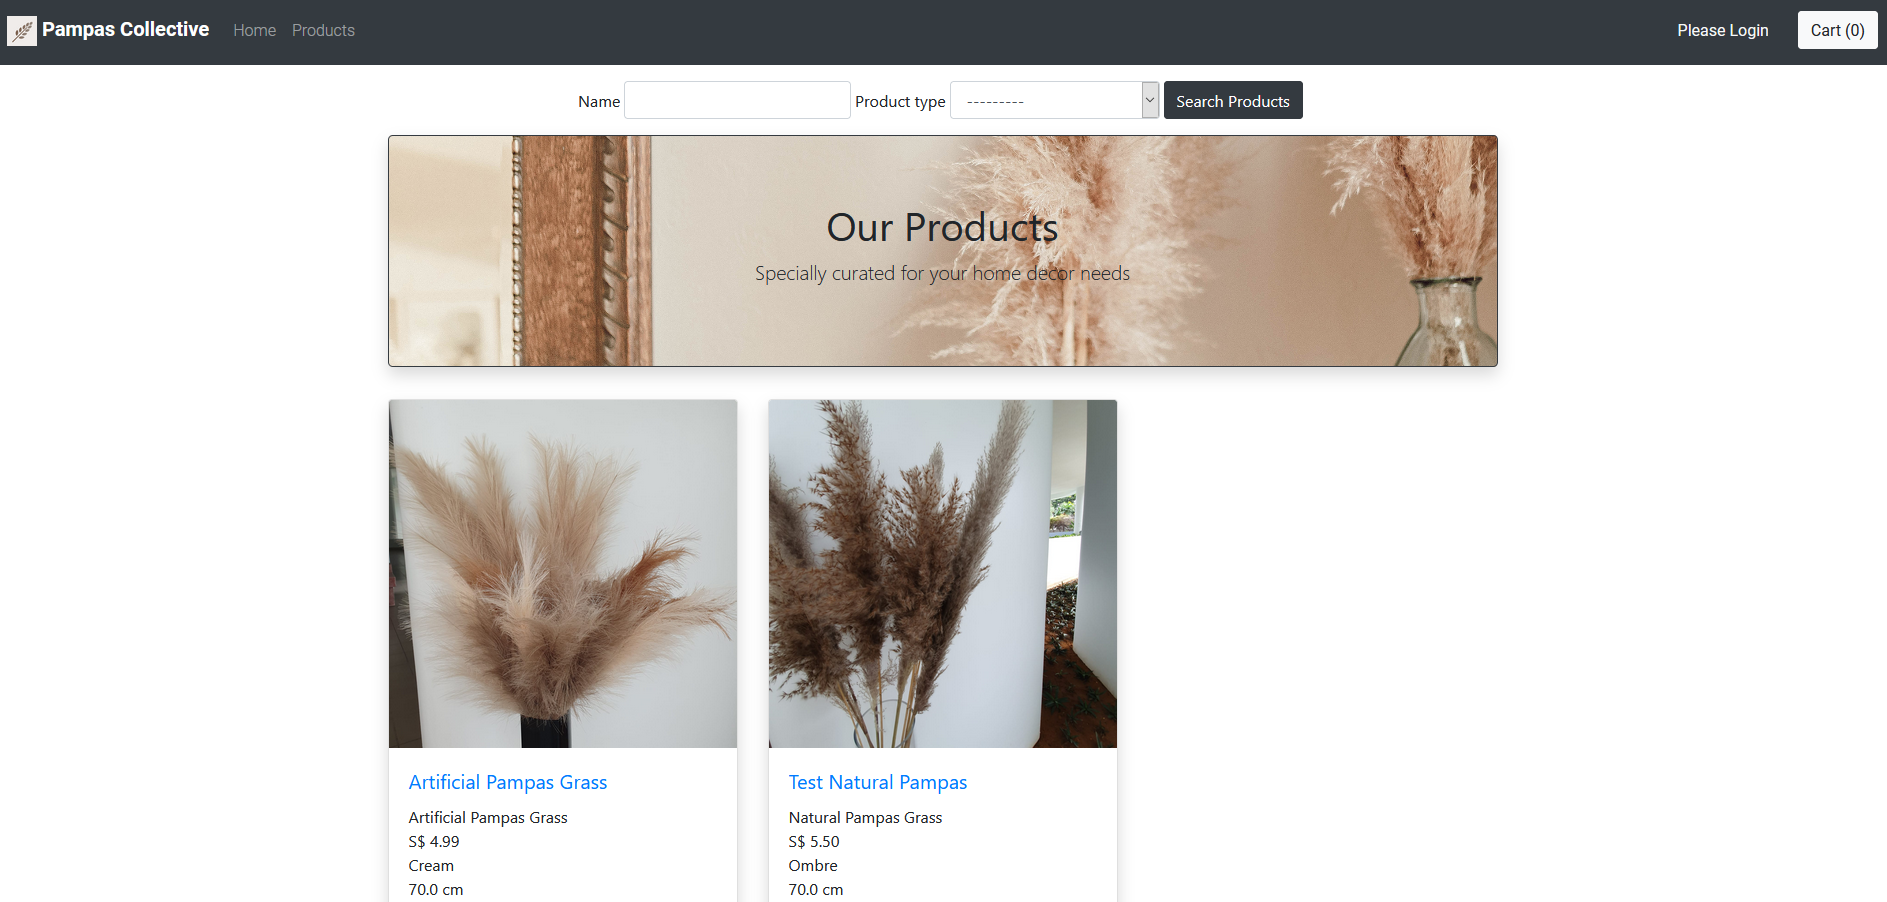 Pampas Collective Home Products Please Login Cart (0)
Name Product type --------- Search Products
Our Products
Specially curated for your home decor needs
Artificial Pampas Grass
Artificial Pampas Grass
S$ 4.99
Cream
70.0 cm
Test Natural Pampas
Natural Pampas Grass
S$ 5.50
Ombre
70.0 cm